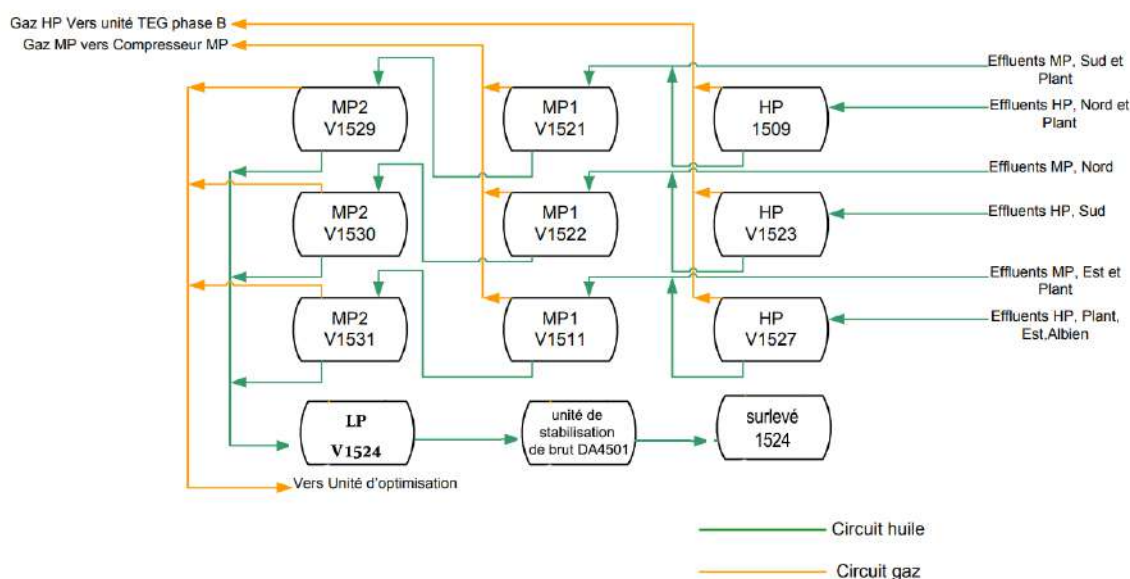 Gaz HP Vers unité TEG phase B
Gaz MP vers Compresseur MP
Effluents MP, Sud et
Plant
MP2
V1529
MP1
V1521
HP
1509
Effluents HP, Nord et
Plant
Effluents MP, Nord
MP2
V1530
MP1
V1522
HP
V1523
Effluents HP, Sud
Effluents MP, Est et
Plant
MP2
V1531
MP1
V1511
HP
V1527
Effluents HP, Plant,
Est,Albien
LP
V1524
unité de
stabilisation
de brut DA4501
surlevé
1524
Vers Unité d'optimisation
Circuit huile
Circuit gaz